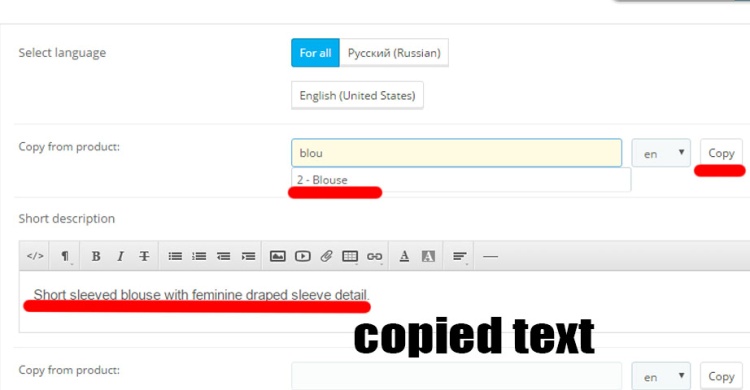 Select language
For all Русский (Russian)
English (United States)
Copy from product:
blou
en
Copy
2 - Blouse
Short description
</> ¶ B I T A A
Short sleeved blouse with feminine draped sleeve detail.
copied text
Copy from product:
en
Copy